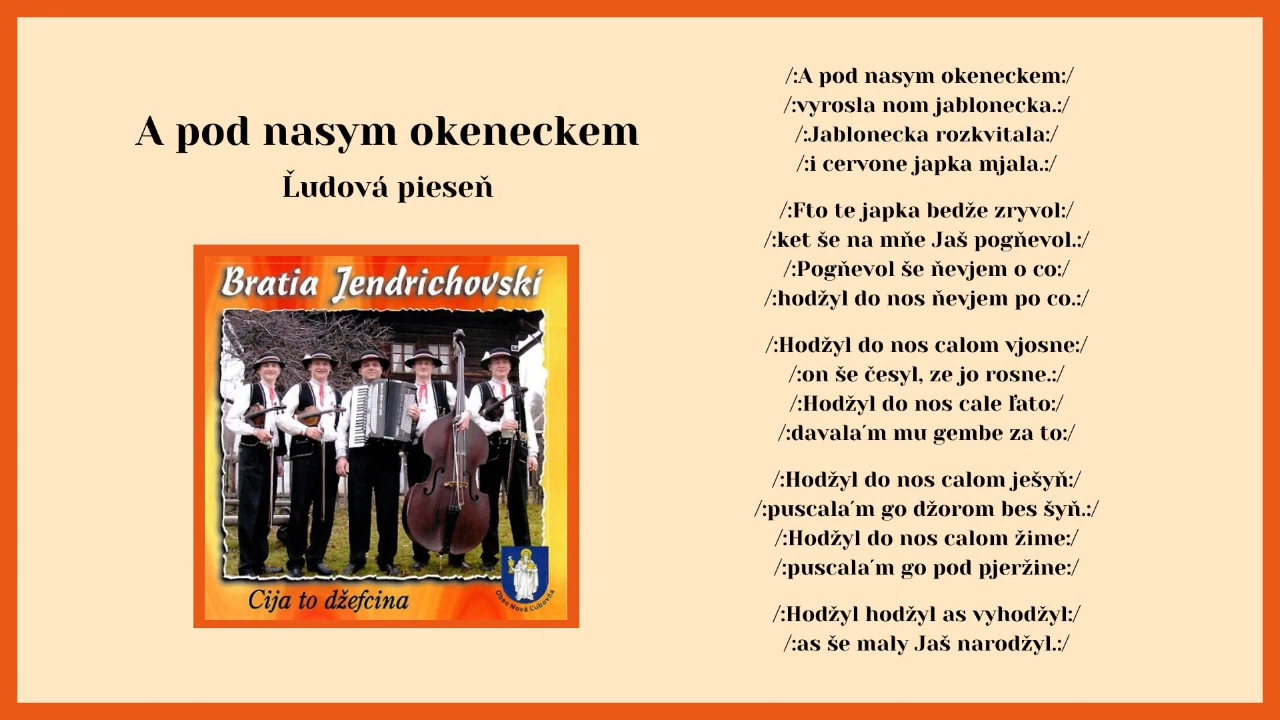 A pod nasym okeneckem
Ľudová pieseň
Bratia Jendrichovskí
Cija to džefcina
Obec Nová Ľubovňa
/:A pod nasym okeneckem:/
/:vyrosla nom jablonecka.:/
/:Jablonecka rozkvitala:/
/:i cervone japka mjala.:/
/:Fto te japka bedže zryvol:/
/:ket še na mňe Jaš pogňevol.:/
/:Pogňevol še ňevjem o co:/
/:hodžyl do nos ňevjem po co.:/
/:Hodžyl do nos calom vjosne:/
/:on še česyl, ze jo rosne.:/
/:Hodžyl do nos cale ľato:/
/:davala´m mu gembe za to:/
/:Hodžyl do nos calom ješyň:/
/:puscala´m go džorom bes šyň.:/
/:Hodžyl do nos calom žime:/
/:puscala´m go pod pjeržine:/
/:Hodžyl hodžyl as vyhodžyl:/
/:as še maly Jaš narodžyl.:/